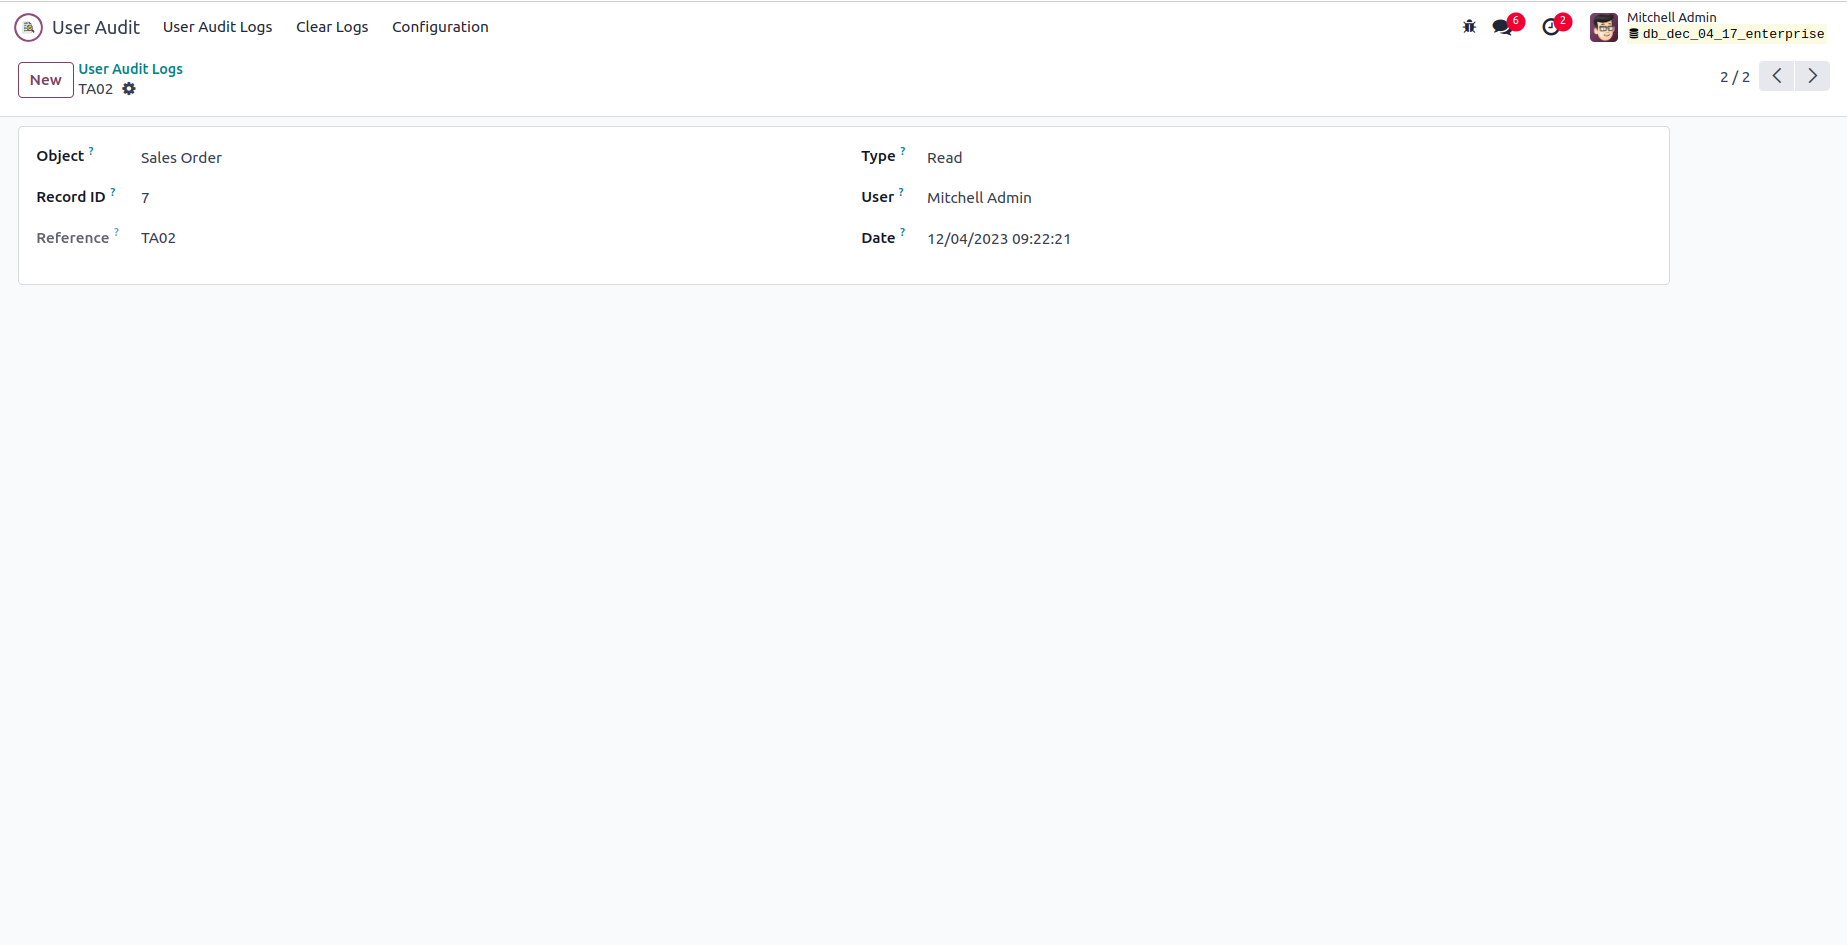 User Audit User Audit Logs Clear Logs Configuration 6 2 Mitchell Admin
db_dec_04_17_enterprise
New User Audit Logs
TA02 2 / 2
Object ? Sales Order Type ? Read
Record ID ? 7 User ? Mitchell Admin
Reference ? TA02 Date ? 12/04/2023 09:22:21